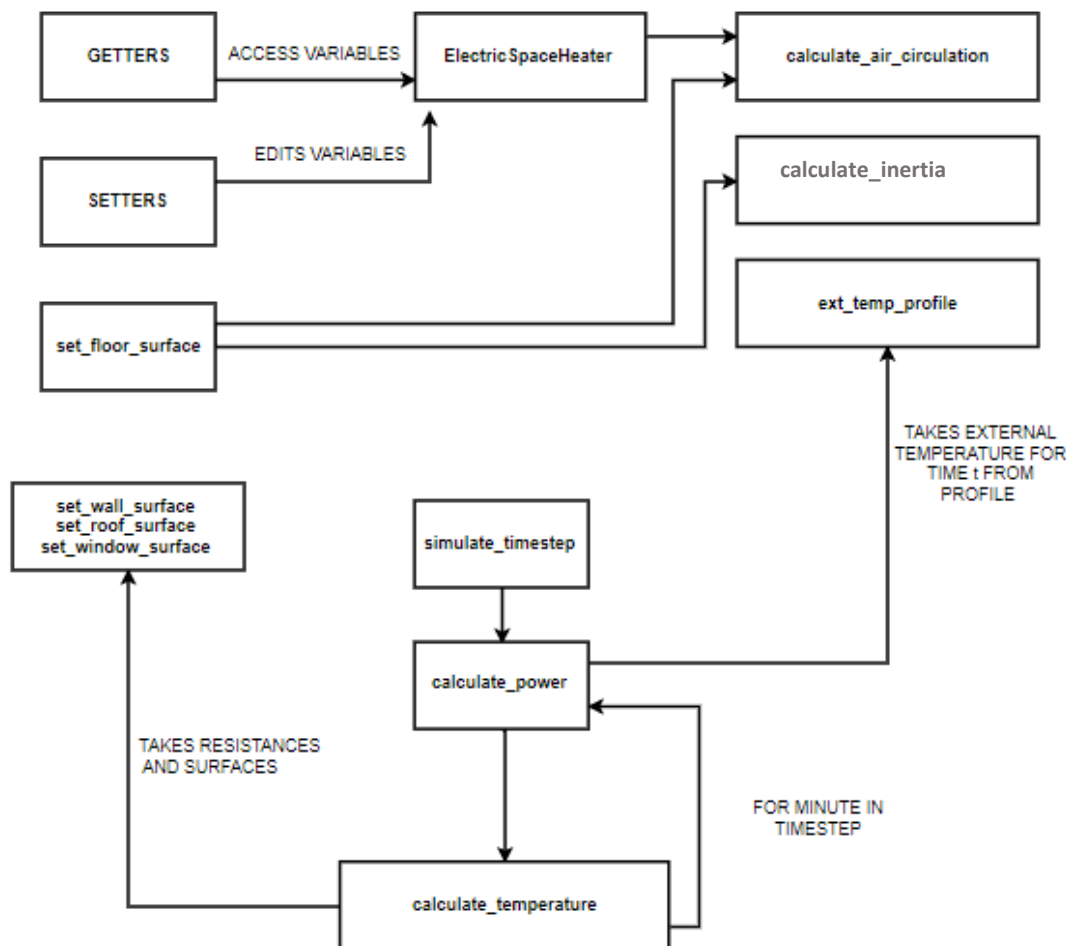 GETTERS
ACCESS VARIABLES
ElectricSpaceHeater
calculate_air_circulation
EDITS VARIABLES
SETTERS
calculate_inertia
ext_temp_profile
set_floor_surface
TAKES EXTERNAL
TEMPERATURE FOR
TIME t FROM
PROFILE
set_wall_surface
set_roof_surface
set_window_surface
simulate_timestep
calculate_power
TAKES RESISTANCES
AND SURFACES
FOR MINUTE IN
TIMESTEP
calculate_temperature